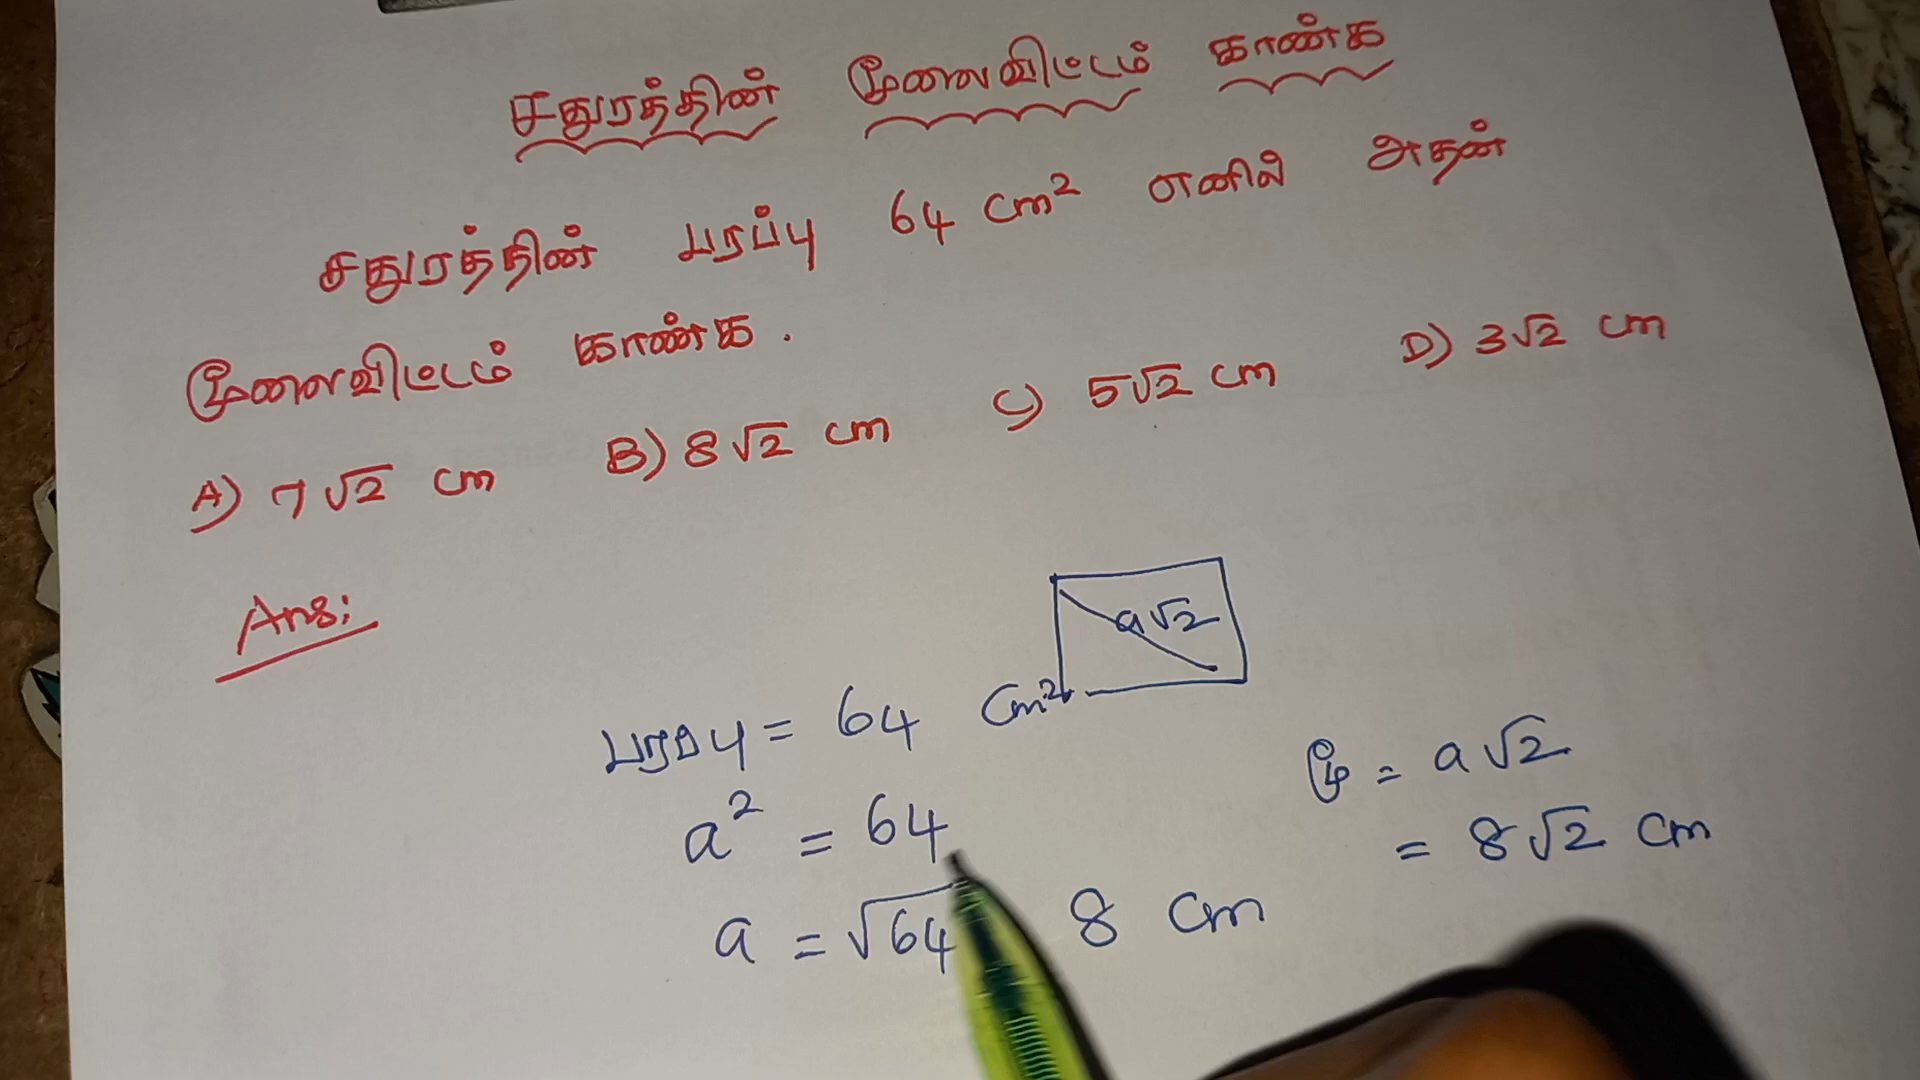 சதுரத்தின் மூலைவிட்டம் காண்க
சதுரத்தின் பரப்பு 64 cm² எனில் அதன்
மூலைவிட்டம் காண்க.
A) 7√2 cm B) 8√2 cm C) 5√2 cm D) 3√2 cm
Ans:
a√2
பரப்பு = 64 cm²
a² = 64
a = √64 8 cm
மூ = a√2
= 8√2 cm